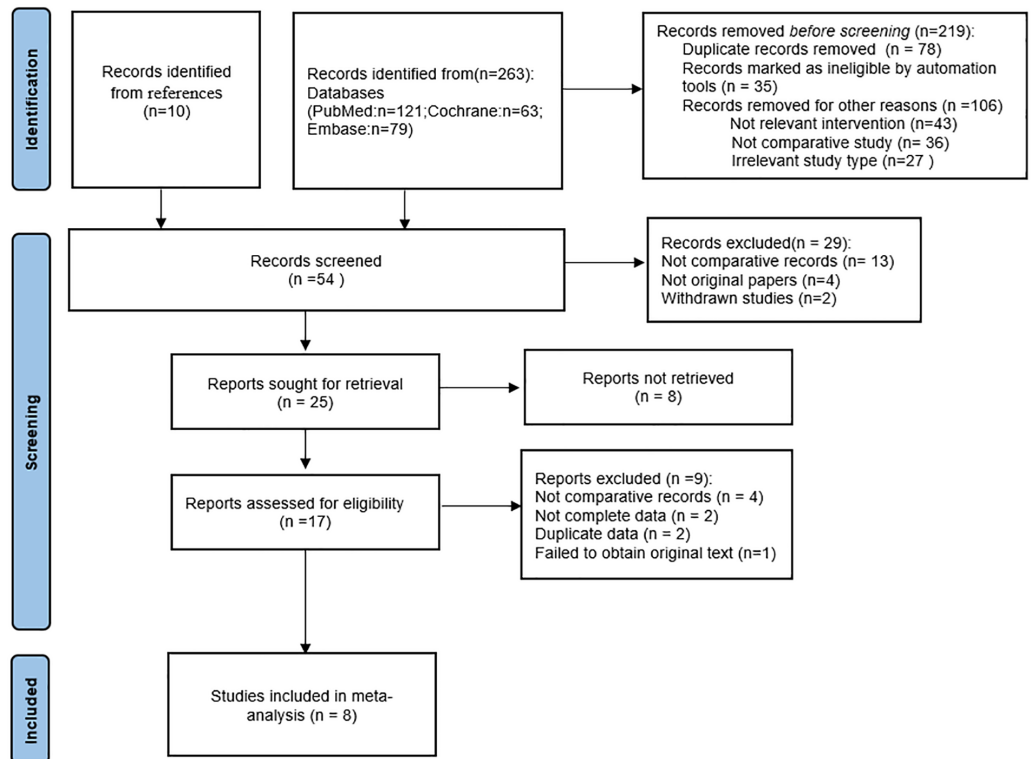 Identification
Records identified
from references
(n=10)
Records identified from(n=263):
Databases
(PubMed:n=121;Cochrane:n=63;
Embase:n=79)
Records removed before screening (n=219):
Duplicate records removed (n = 78)
Records marked as ineligible by automation
tools (n = 35)
Records removed for other reasons (n =106)
Not relevant intervention (n=43)
Not comparative study (n= 36)
Irrelevant study type (n=27 )
Screening
Records screened
(n =54 )
Records excluded(n = 29):
Not comparative records (n= 13)
Not original papers (n=4)
Withdrawn studies (n=2)
Reports sought for retrieval
(n = 25)
Reports not retrieved
(n = 8)
Reports assessed for eligibility
(n =17)
Reports excluded (n =9):
Not comparative records (n = 4)
Not complete data (n = 2)
Duplicate data (n = 2)
Failed to obtain original text (n=1)
Included
Studies included in meta-
analysis (n = 8)